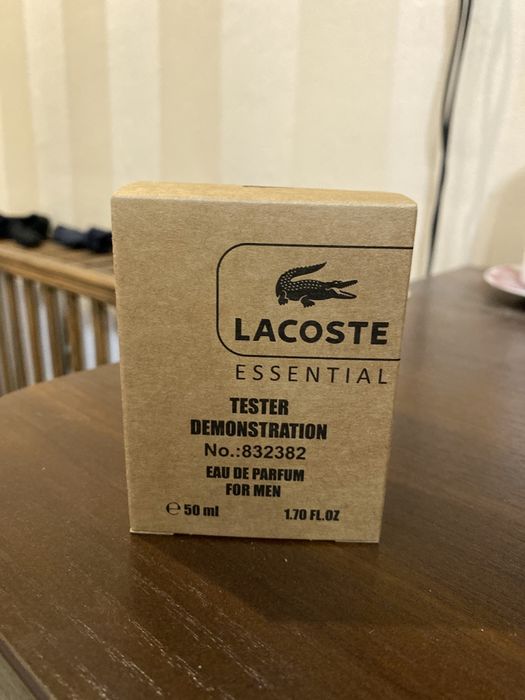 LACOSTE
ESSENTIAL
TESTER
DEMONSTRATION
No.:832382
EAU DE PARFUM
FOR MEN
℮ 50 ml 1.70 FL.OZ